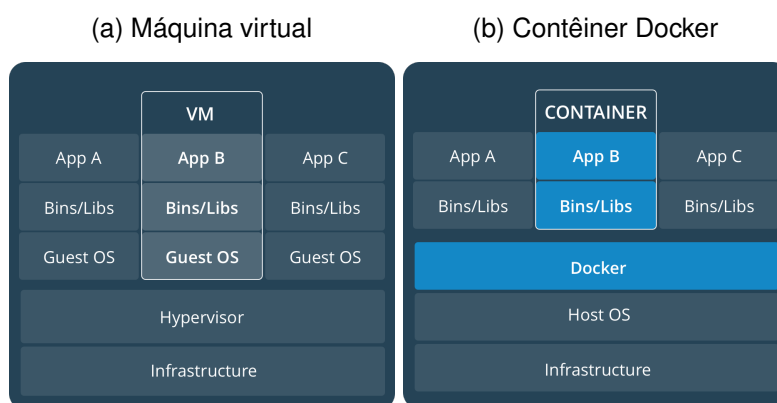 (a) Máquina virtual
VM
App A App B App C
Bins/Libs Bins/Libs Bins/Libs
Guest OS Guest OS Guest OS
Hypervisor
Infrastructure
(b) Contêiner Docker
CONTAINER
App A App B App C
Bins/Libs Bins/Libs Bins/Libs
Docker
Host OS
Infrastructure